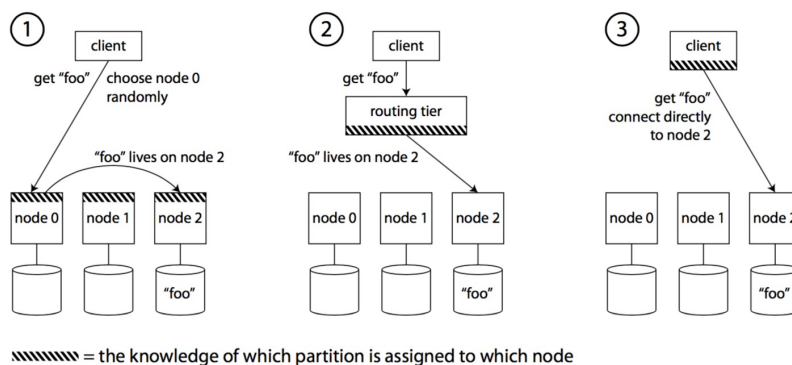 1
client
get “foo”
choose node 0
randomly
“foo” lives on node 2
node 0
node 1
node 2
“foo”
2
client
get “foo”
routing tier
“foo” lives on node 2
node 0
node 1
node 2
“foo”
3
client
get “foo”
connect directly
to node 2
node 0
node 1
node 2
“foo”
= the knowledge of which partition is assigned to which node